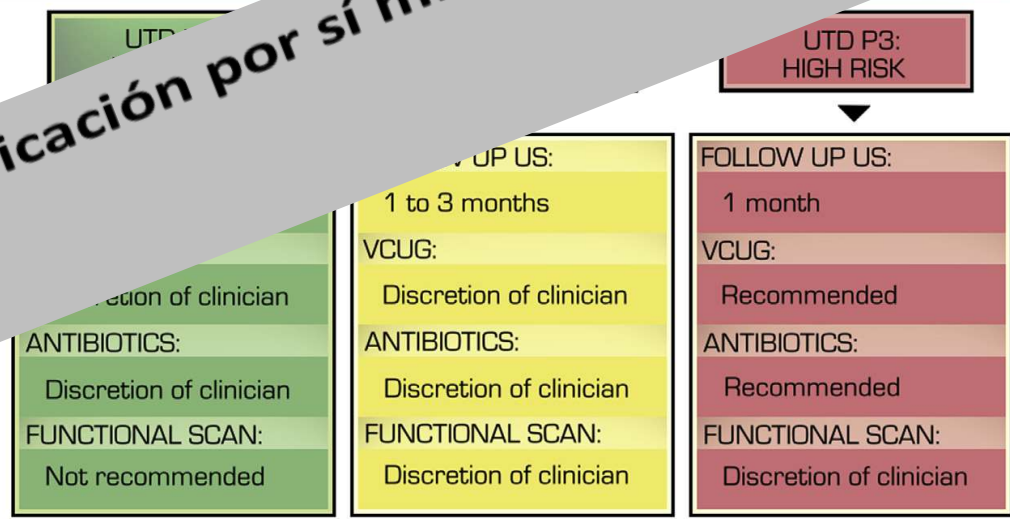 icación por sí
UTD P3:
HIGH RISK
UP US:
1 to 3 months
VCUG:
Discretion of clinician
ANTIBIOTICS:
Discretion of clinician
FUNCTIONAL SCAN:
Discretion of clinician
FOLLOW UP US:
1 month
VCUG:
Recommended
ANTIBIOTICS:
Recommended
FUNCTIONAL SCAN:
Discretion of clinician
of clinician
ANTIBIOTICS:
Discretion of clinician
FUNCTIONAL SCAN:
Not recommended